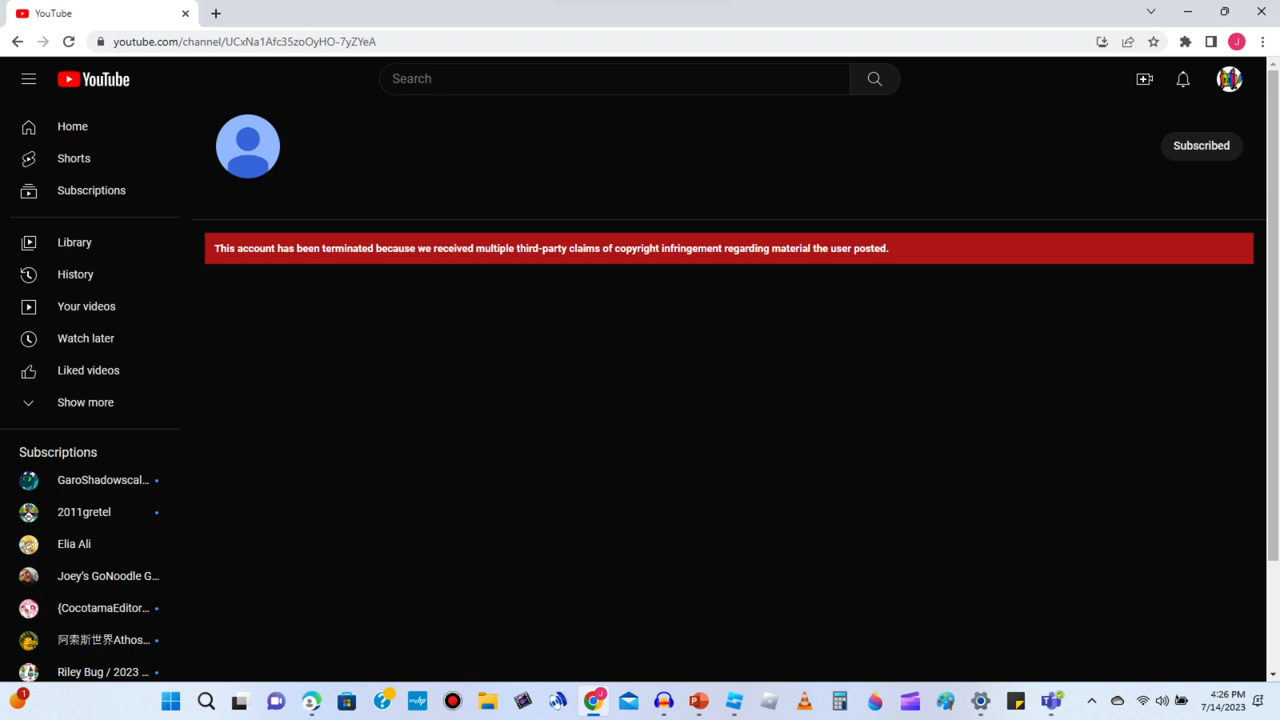 YouTube
youtube.com/channel/UCxNa1Afc35zoOyHO-7yZYeA
J
YouTube
Search
Home
Shorts
Subscriptions
Subscribed
This account has been terminated because we received multiple third-party claims of copyright infringement regarding material the user posted.
Library
History
Your videos
Watch later
Liked videos
Show more
Subscriptions
GaroShadowscal...
2011gretel
Elia Ali
Joey's GoNoodle G...
{CocotamaEditor...
阿索斯世界Athos...
Riley Bug / 2023 ...
1
J
4:26 PM
7/14/2023